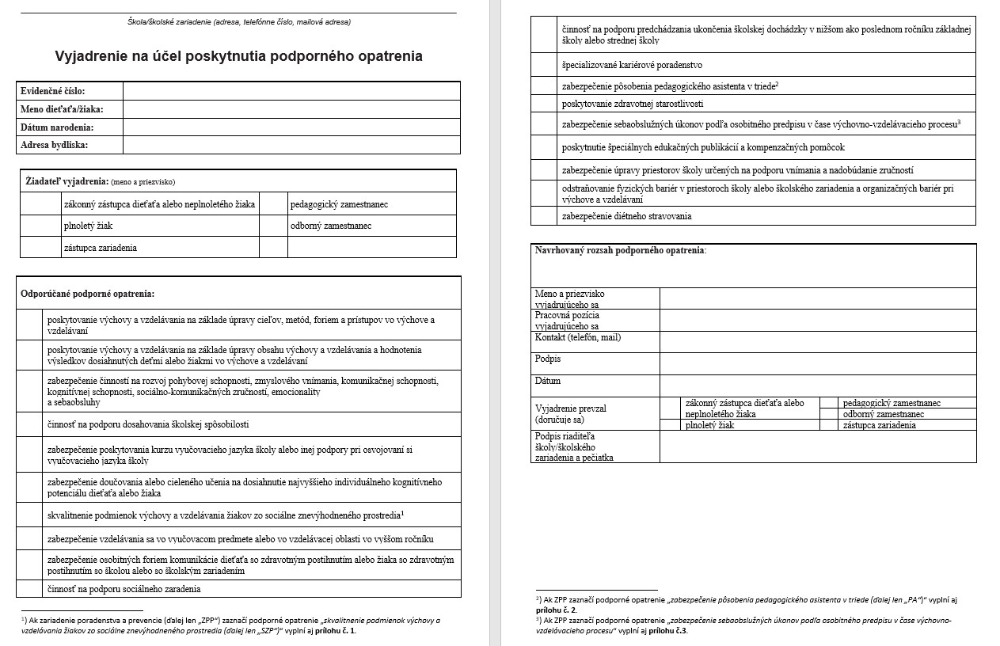 Škola/školské zariadenie (adresa, telefónne číslo, mailová adresa)
Vyjadrenie na účel poskytnutia podporného opatrenia
Evidenčné číslo:
Meno dieťaťa/žiaka:
Dátum narodenia:
Adresa bydliska:
Žiadateľ vyjadrenia: (meno a priezvisko)
zákonný zástupca dieťaťa alebo neplnoletého žiaka
pedagogický zamestnanec
plnoletý žiak
odborný zamestnanec
zástupca zariadenia
Odporúčané podporné opatrenia:
poskytovanie výchovy a vzdelávania na základe úpravy cieľov, metód, foriem a prístupov vo výchove a
vzdelávaní
poskytovanie výchovy a vzdelávania na základe úpravy obsahu výchovy a vzdelávania a hodnotenia
výsledkov dosiahnutých deťmi alebo žiakmi vo výchove a vzdelávaní
zabezpečenie činností na rozvoj pohybovej schopnosti, zmyslového vnímania, komunikačnej schopnosti,
kognitívnej schopnosti, sociálno-komunikačných zručností, emocionality
a sebaobsluhy
činnosť na podporu dosahovania školskej spôsobilosti
zabezpečenie poskytovania kurzu vyučovacieho jazyka školy alebo inej podpory pri osvojovaní si
vyučovacieho jazyka školy
zabezpečenie doučovania alebo cieleného učenia na dosiahnutie najvyššieho individuálneho kognitívneho
potenciálu dieťaťa alebo žiaka
skvalitnenie podmienok výchovy a vzdelávania žiakov zo sociálne znevýhodneného prostredia¹
zabezpečenie vzdelávania sa vo vyučovacom predmete alebo vo vzdelávacej oblasti vo vyššom ročníku
zabezpečenie osobitných foriem komunikácie dieťaťa so zdravotným postihnutím alebo žiaka so zdravotným
postihnutím so školou alebo so školským zariadením
činnosť na podporu sociálneho zaradenia
¹) Ak zariadenie poradenstva a prevencie (ďalej len „ZPP“) značí podporné opatrenie „skvalitnenie podmienok výchovy a
vzdelávania žiakov zo sociálne znevýhodneného prostredia (ďalej len „SZP“)“ vyplní aj prílohu č. 1.
činnosť na podporu predchádzania ukončenia školskej dochádzky v nižšom ako poslednom ročníku základnej
školy alebo strednej školy
špecializované kariérové poradenstvo
zabezpečenie pôsobenia pedagogického asistenta v triede²
poskytovanie zdravotnej starostlivosti
zabezpečenie sebaobslužných úkonov podľa osobitného predpisu v čase výchovno-vzdelávacieho procesu³
poskytnutie špeciálnych edukačných publikácií a kompenzačných pomôcok
zabezpečenie úpravy priestorov školy určených na podporu vnímania a nadobúdanie zručností
odstraňovanie fyzických bariér v priestoroch školy alebo školského zariadenia a organizačných bariér pri
výchove a vzdelávaní
zabezpečenie diétneho stravovania
Navrhovaný rozsah podporného opatrenia:
Meno a priezvisko
vyjadrujúceho sa
Pracovná pozícia
vyjadrujúceho sa
Kontakt (telefón, mail)
Podpis
Dátum
Vyjadrenie prevzal
(doručuje sa)
zákonný zástupca dieťaťa alebo
neplnoletého žiaka
plnoletý žiak
pedagogický zamestnanec
odborný zamestnanec
zástupca zariadenia
Podpis riaditeľa
školy/školského
zariadenia a pečiatka
²) Ak ZPP zaznačí podporné opatrenie „zabezpečenie pôsobenia pedagogického asistenta v triede (ďalej len „PA“)“ vyplní aj
prílohu č. 2.
³) Ak ZPP zaznačí podporné opatrenie „zabezpečenie sebaobslužných úkonov podľa osobitného predpisu v čase výchovno-
vzdelávacieho procesu“ vyplní aj prílohu č.3.